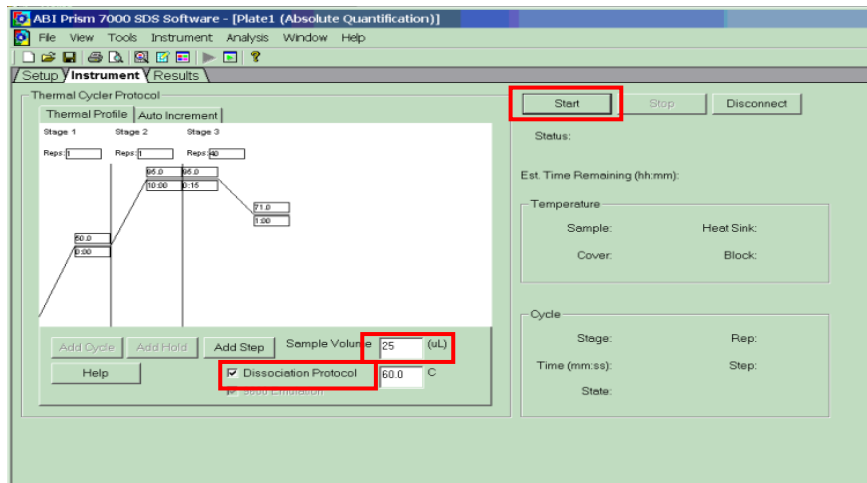 ABI Prism 7000 SDS Software - [Plate1 (Absolute Quantification)]
File View Tools Instrument Analysis Window Help
Setup Instrument Results
Thermal Cycler Protocol
Thermal Profile Auto Increment
Stage 1 Stage 2 Stage 3
Reps: 1 Reps: 1 Reps: 40
95.0 95.0
10:00 0:15
71.0
1:00
50.0
0:00
Add Cycle Add Hold Add Step Sample Volume 25 (uL)
Help Dissociation Protocol 60.0 C
Emulation
Start Stop Disconnect
Status:
Est. Time Remaining (hh:mm):
Temperature
Sample: Heat Sink:
Cover: Block:
Cycle
Stage: Rep:
Time (mm:ss): Step:
State: